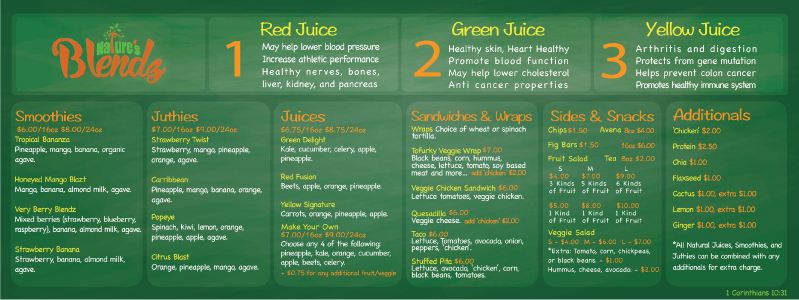 Nature's
Blendz
1
Red Juice
May help lower blood pressure
Increase athletic performance
Healthy nerves, bones,
liver, kidney, and pancreas
2
Green Juice
Healthy skin, Heart Healthy
Promote blood function
May help lower cholesterol
Anti cancer properties
3
Yellow Juice
Arthritis and digestion
Protects from gene mutation
Helps prevent colon cancer
Promotes healthy immune system
Smoothies
$6.00/16oz $8.00/24oz
Tropical Bananza
Pineapple, mango, banana, organic
agave.
Honeyed Mango Blazt
Mango, banana, almond milk, agave.
Very Berry Blendz
Mixed berries (strawberry, blueberry,
raspberry), banana, almond milk, agave.
Strawberry Banana
Strawberry, banana, almond milk,
agave.
Juthies
$7.00/16oz $9.00/24oz
Strawberry Twist
Strawberry, mango, pineapple,
orange, agave.
Carribbean
Pineapple, mango, banana, orange,
agave.
Popeye
Spinach, kiwi, lemon, orange,
pineapple, apple, agave.
Citrus Blast
Orange, pineapple, mango, agave.
Juices
$6.75/16oz $8.75/24oz
Green Delight
Kale, cucumber, celery, apple,
pineapple.
Red Fusion
Beets, apple, orange, pineapple.
Yellow Signature
Carrots, orange, pineapple, apple.
Make Your Own
$7.00/16oz $9.00/24oz
Choose any 4 of the following:
pineapple, kale, orange, cucumber,
apple, beets, celery.
+ $0.75 for any additional fruit/veggie
Sandwiches & Wraps
Wraps Choice of wheat or spinach
tortilla.
Tofurky Veggie Wrap $7.00
Black beans, corn, hummus,
cheese, lettuce, tomato, soy based
meat and more... add 'chicken' $2.00
Veggie Chicken Sandwich $6.00
Lettuce tomatoes, veggie chicken.
Quesadilla $6.00
Veggie cheese. add 'chicken' $2.00
Taco $6.00
Lettuce, Tomatoes, avocado, onion,
peppers, 'chicken'.
Stuffed Pita $6.00
Lettuce, avocado, 'chicken', corn,
black beans, tomatoes.
Sides & Snacks
Chips $1.50 Avena 8oz $4.00
Fig Bars $1.50 16oz $6.00
Fruit Salad Tea 8oz $2.00
S M L
$4.00 $7.00 $9.00
3 Kinds 5 Kinds 6 Kinds
of Fruit of Fruit of Fruit
$5.00 $8.00 $10.00
1 Kind 1 Kind 1 Kind
of Fruit of Fruit of Fruit
Veggie Salad
S - $4.00 M - $6.00 L - $7.00
*Extra: Tomato, corn, chickpeas,
or black beans. - $1.00
Hummus, cheese, avocado. - $2.00
Additionals
'Chicken' $2.00
Protein $2.50
Chia $1.00
Flaxseed $1.00
Cactus $1.00, extra $1.00
Lemon $1.00, extra $1.00
Ginger $1.00, extra $1.00
*All Natural Juices, Smoothies, and
Juthies can be combined with any
additionals for extra charge.
1 Corinthians 10:31